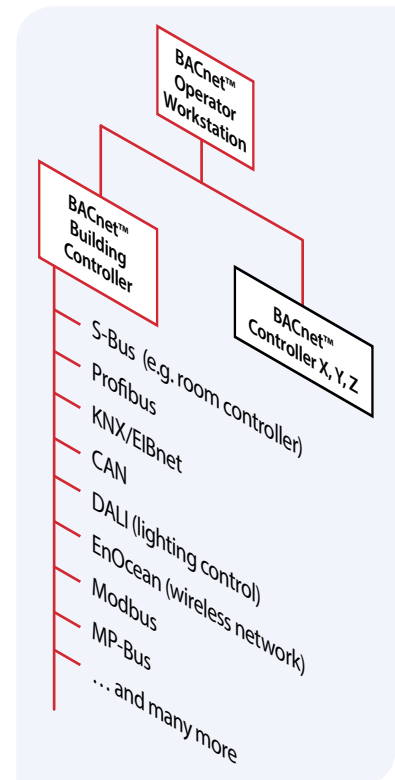 BACnet™
Operator
Workstation
BACnet™
Building
Controller
BACnet™
Controller X, Y, Z
S-Bus (e.g. room controller)
Profibus
KNX/EIBnet
CAN
DALI (lighting control)
EnOcean (wireless network)
Modbus
MP-Bus
… and many more